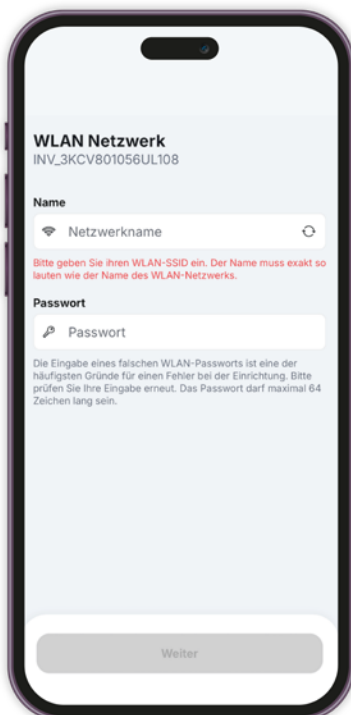 WLAN Netzwerk
INV_3KCV801056UL108
Name
Netzwerkname
Bitte geben Sie ihren WLAN-SSID ein. Der Name muss exakt so
lauten wie der Name des WLAN-Netzwerks.
Passwort
Passwort
Die Eingabe eines falschen WLAN-Passworts ist eine der
häufigsten Gründe für einen Fehler bei der Einrichtung. Bitte
prüfen Sie Ihre Eingabe erneut. Das Passwort darf maximal 64
Zeichen lang sein.
Weiter